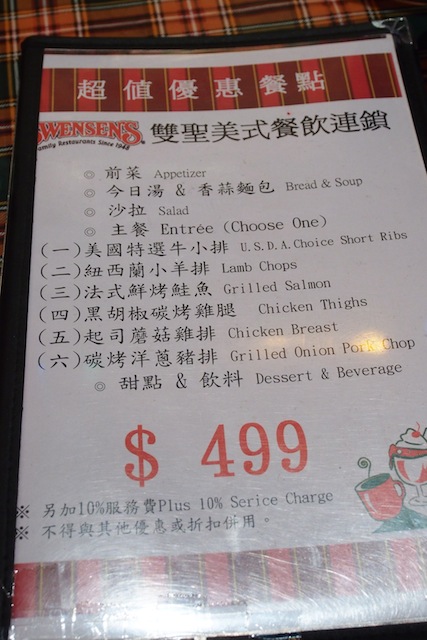 超值優惠餐點
SWENSEN'S 雙聖美式餐飲連鎖
Family Restaurants Since 1948
◎ 前菜 Appetizer
◎ 今日湯 & 香蒜麵包 Bread & Soup
◎ 沙拉 Salad
◎ 主餐 Entrée (Choose One)
(一)美國特選牛小排 U.S.D.A.Choice Short Ribs
(二)紐西蘭小羊排 Lamb Chops
(三)法式鮮烤鮭魚 Grilled Salmon
(四)黑胡椒碳烤雞腿 Chicken Thighs
(五)起司蘑菇雞排 Chicken Breast
(六)碳烤洋蔥豬排 Grilled Onion Pork Chop
◎ 甜點 & 飲料 Dessert & Beverage
$ 499
※ 另加10%服務費Plus 10% Serice Charge
※ 不得與其他優惠或折扣併用。